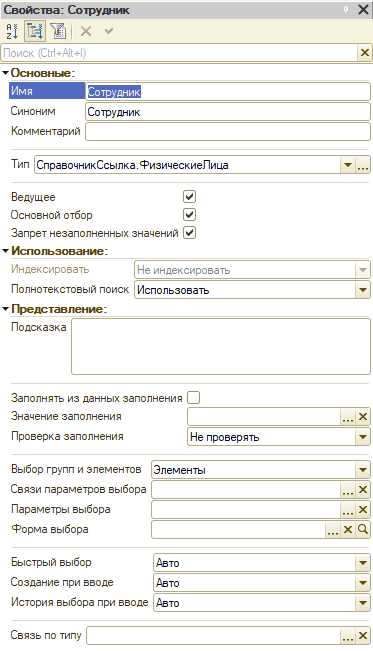 Свойства: Сотрудник
Поиск (Ctrl+Alt+I)
Основные:
Имя Сотрудник
Синоним Сотрудник
Комментарий
Тип СправочникСсылка.ФизическиеЛица ...
Ведущее
Основной отбор
Запрет незаполненных значений
Использование:
Индексировать Не индексировать
Полнотекстовый поиск Использовать
Представление:
Подсказка
Заполнять из данных заполнения
Значение заполнения ...
Проверка заполнения Не проверять
Выбор групп и элементов Элементы
Связи параметров выбора ...
Параметры выбора ...
Форма выбора ...
Быстрый выбор Авто
Создание при вводе Авто
История выбора при вводе Авто
Связь по типу ...